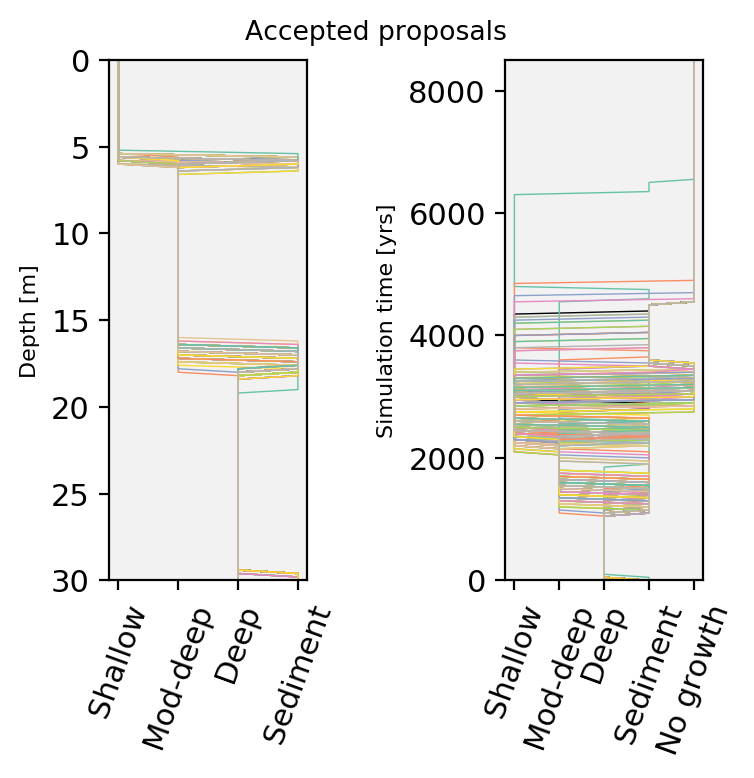 Accepted proposals
Depth [m]
0
5
10
15
20
25
30
Shallow
Mod-deep
Deep
Sediment
Simulation time [yrs]
8000
6000
4000
2000
0
Shallow
Mod-deep
Deep
Sediment
No growth